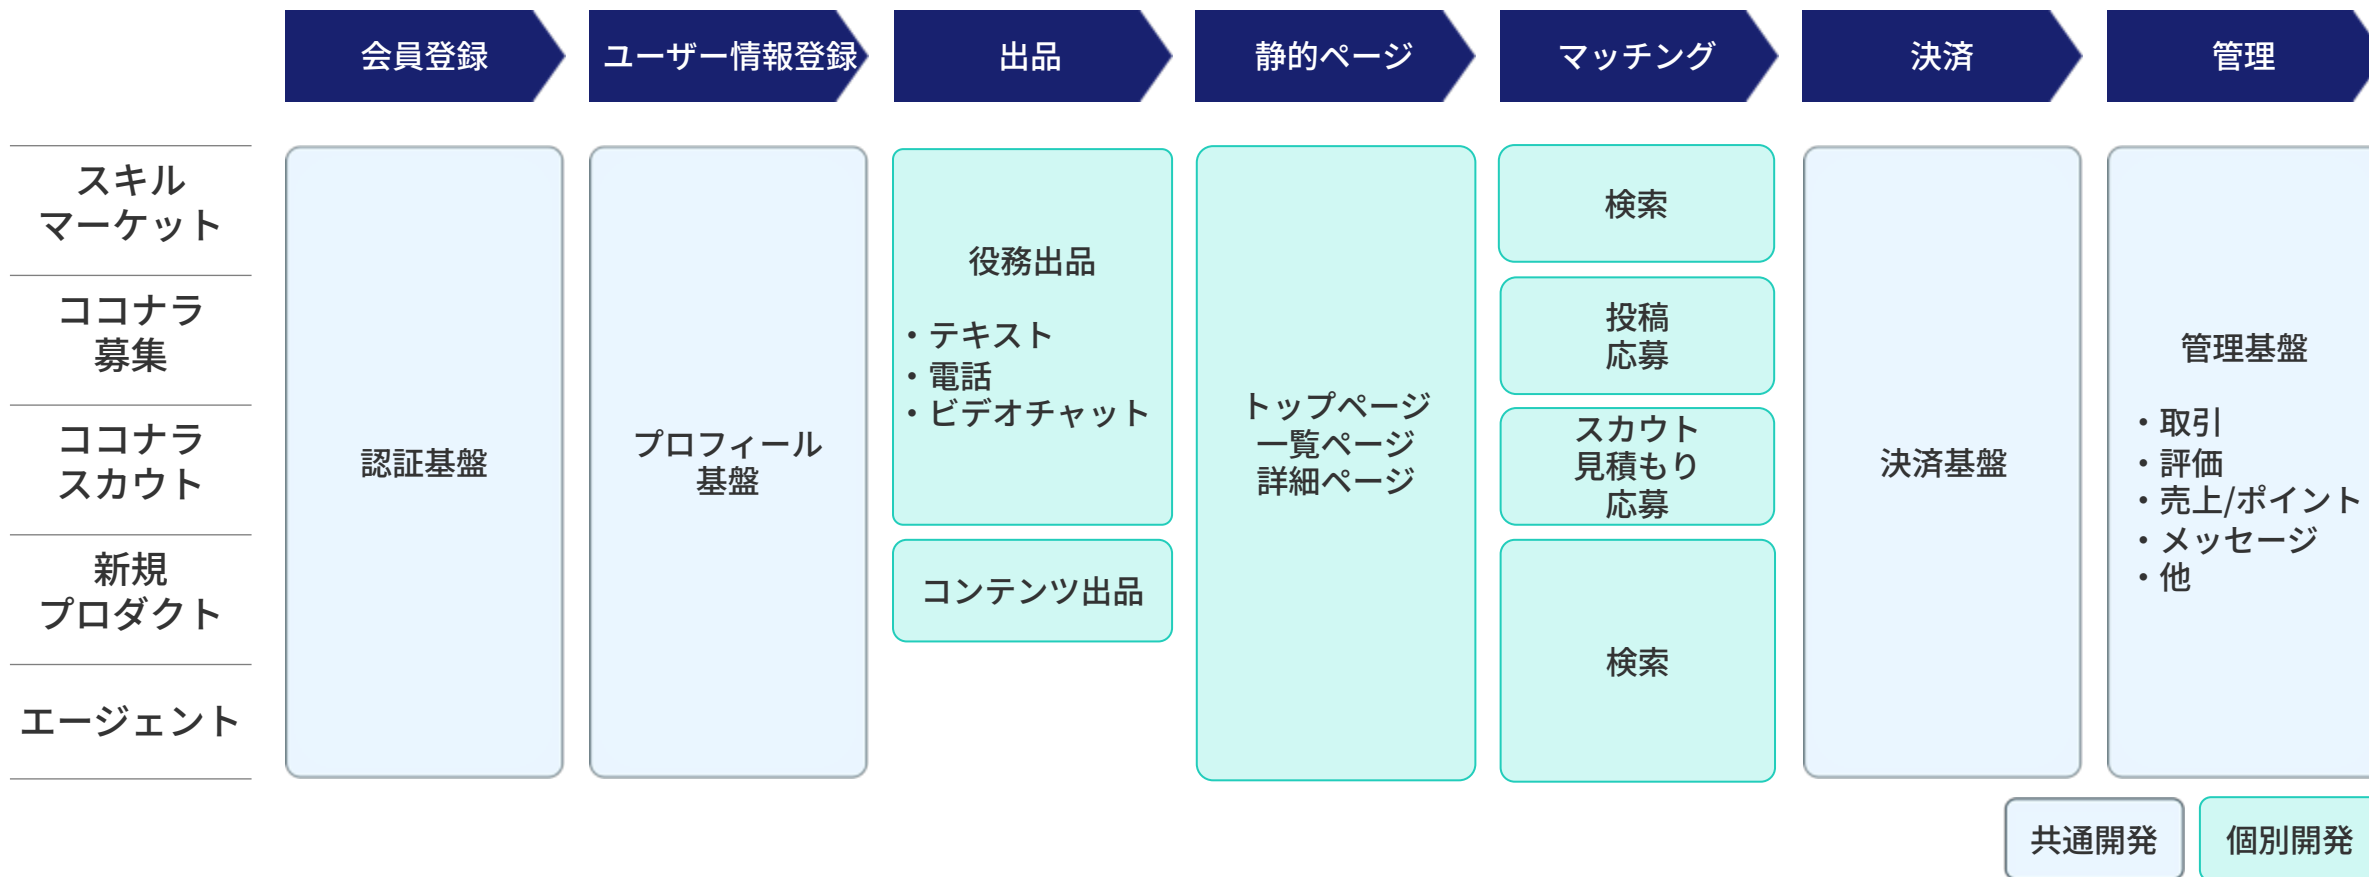 会員登録
ユーザー情報登録
出品
静的ページ
マッチング
決済
管理
スキル
マーケット
ココナラ
募集
ココナラ
スカウト
新規
プロダクト
エージェント
認証基盤
プロフィール
基盤
役務出品
・テキスト
・電話
・ビデオチャット
コンテンツ出品
トップページ
一覧ページ
詳細ページ
検索
投稿
応募
スカウト
見積もり
応募
検索
決済基盤
管理基盤
・取引
・評価
・売上/ポイント
・メッセージ
・他
共通開発
個別開発